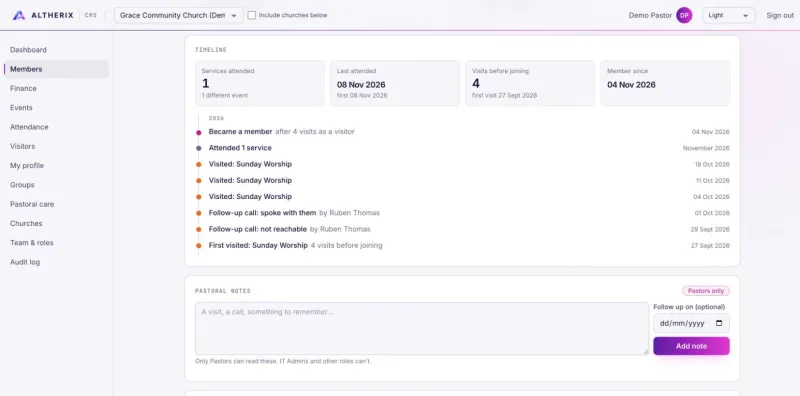 ALTHERIX CMS
Grace Community Church (Den
Include churches below
Demo Pastor
DP
Light
Sign out
Dashboard
Members
Finance
Events
Attendance
Visitors
My profile
Groups
Pastoral care
Churches
Team & roles
Audit log
TIMELINE
Services attended
1
1 different event
Last attended
08 Nov 2026
first 08 Nov 2026
Visits before joining
4
first visit 27 Sept 2026
Member since
04 Nov 2026
2026
Became a member after 4 visits as a visitor 04 Nov 2026
Attended 1 service November 2026
Visited: Sunday Worship 18 Oct 2026
Visited: Sunday Worship 11 Oct 2026
Visited: Sunday Worship 04 Oct 2026
Follow-up call: spoke with them by Ruben Thomas 01 Oct 2026
Follow-up call: not reachable by Ruben Thomas 29 Sept 2026
First visited: Sunday Worship 4 visits before joining 27 Sept 2026
PASTORAL NOTES
Pastors only
A visit, a call, something to remember...
Follow up on (optional)
dd/mm/yyyy
Add note
Only Pastors can read these. IT Admins and other roles can't.